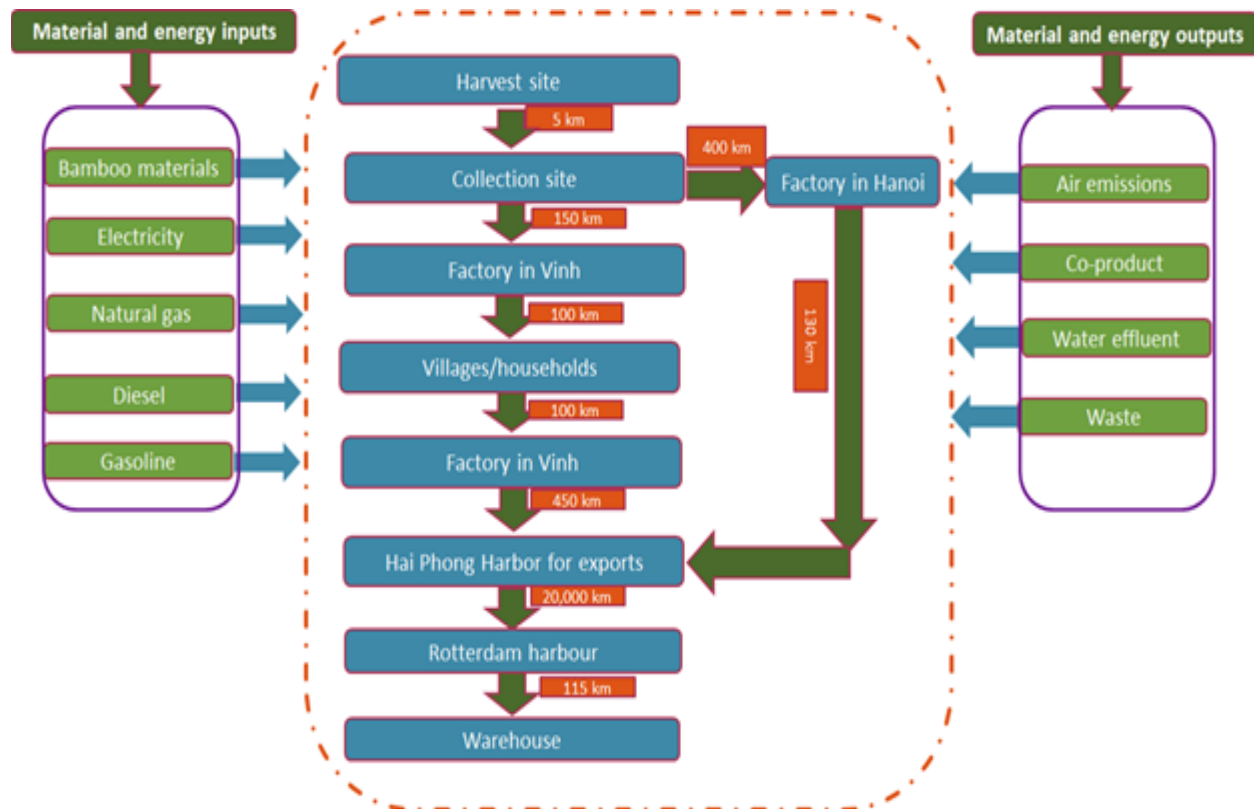 Material and energy inputs
Material and energy outputs
Harvest site
5 km
400 km
Bamboo materials
Collection site
Factory in Hanoi
Air emissions
150 km
Electricity
Factory in Vinh
Co-product
100 km
Natural gas
130 km
Water effluent
Villages/households
Diesel
100 km
Waste
Gasoline
Factory in Vinh
450 km
Hai Phong Harbor for exports
20,000 km
Rotterdam harbour
115 km
Warehouse